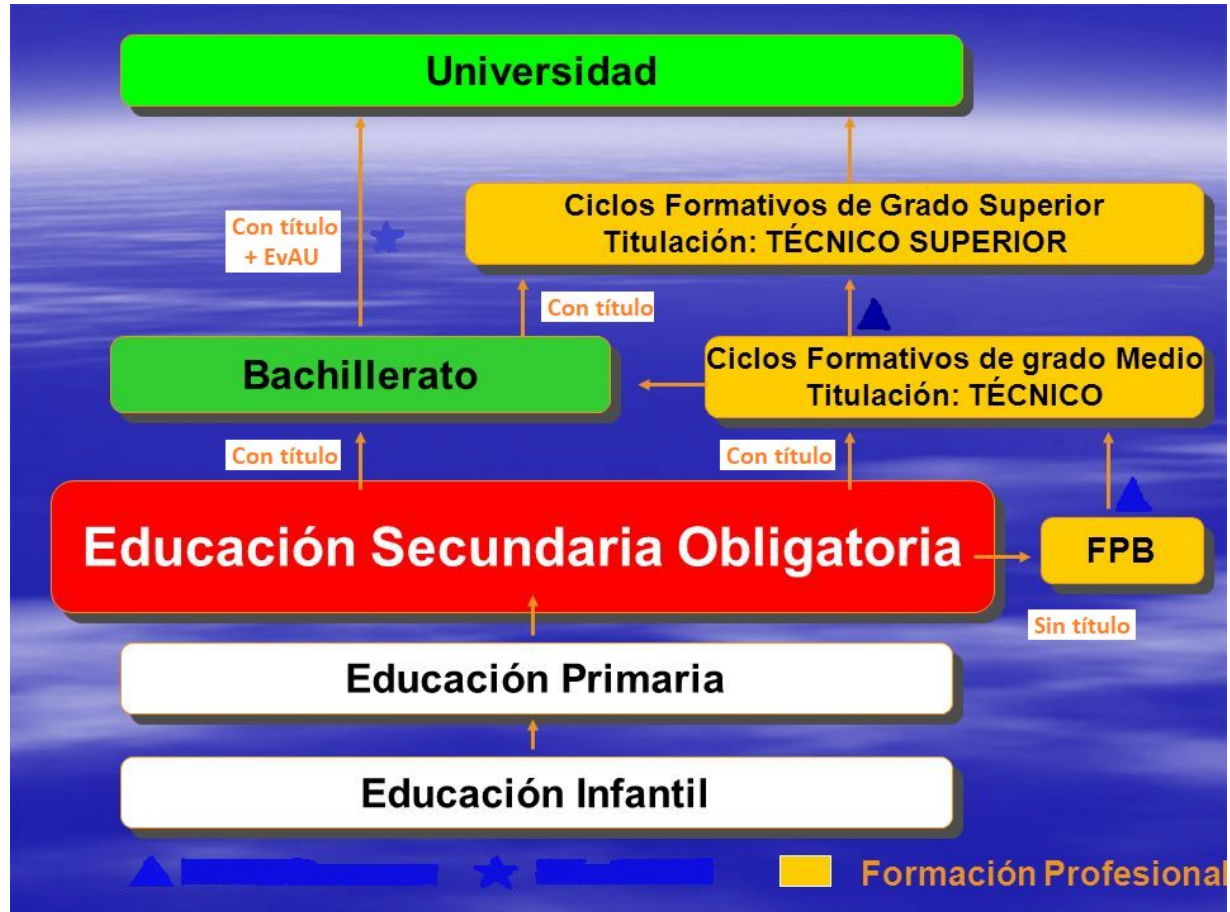 Universidad
Ciclos Formativos de Grado Superior
Titulación: TÉCNICO SUPERIOR
Con título
+ EvAU
Con título
Bachillerato
Ciclos Formativos de grado Medio
Titulación: TÉCNICO
Con título
Con título
Educación Secundaria Obligatoria
FPB
Sin título
Educación Primaria
Educación Infantil
Formación Profesional